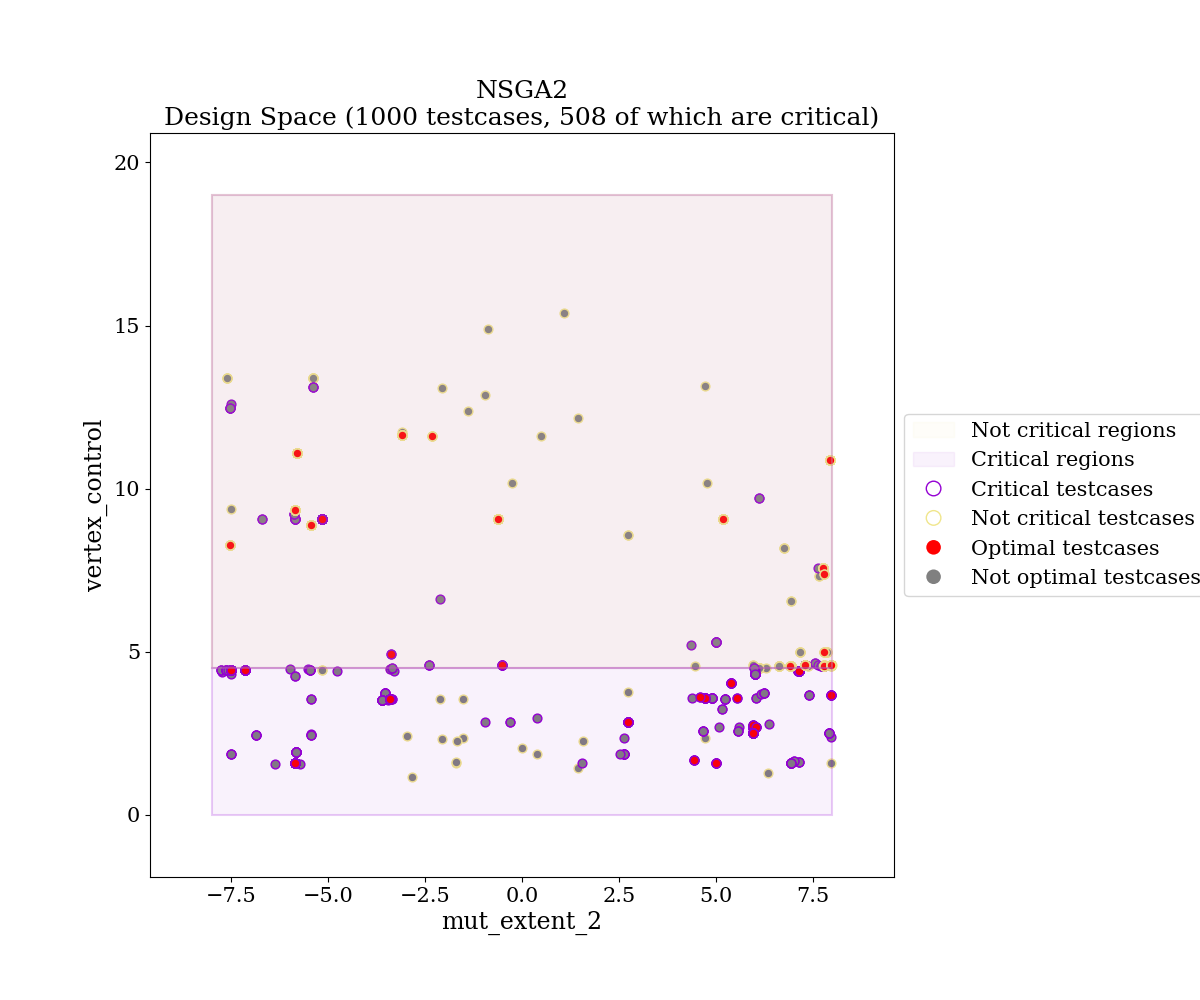 NSGA2
Design Space (1000 testcases, 508 of which are critical)
20
15
10
5
0
vertex_control
−7.5
−5.0
−2.5
0.0
2.5
5.0
7.5
mut_extent_2
Not critical regions
Critical regions
Critical testcases
Not critical testcases
Optimal testcases
Not optimal testcases